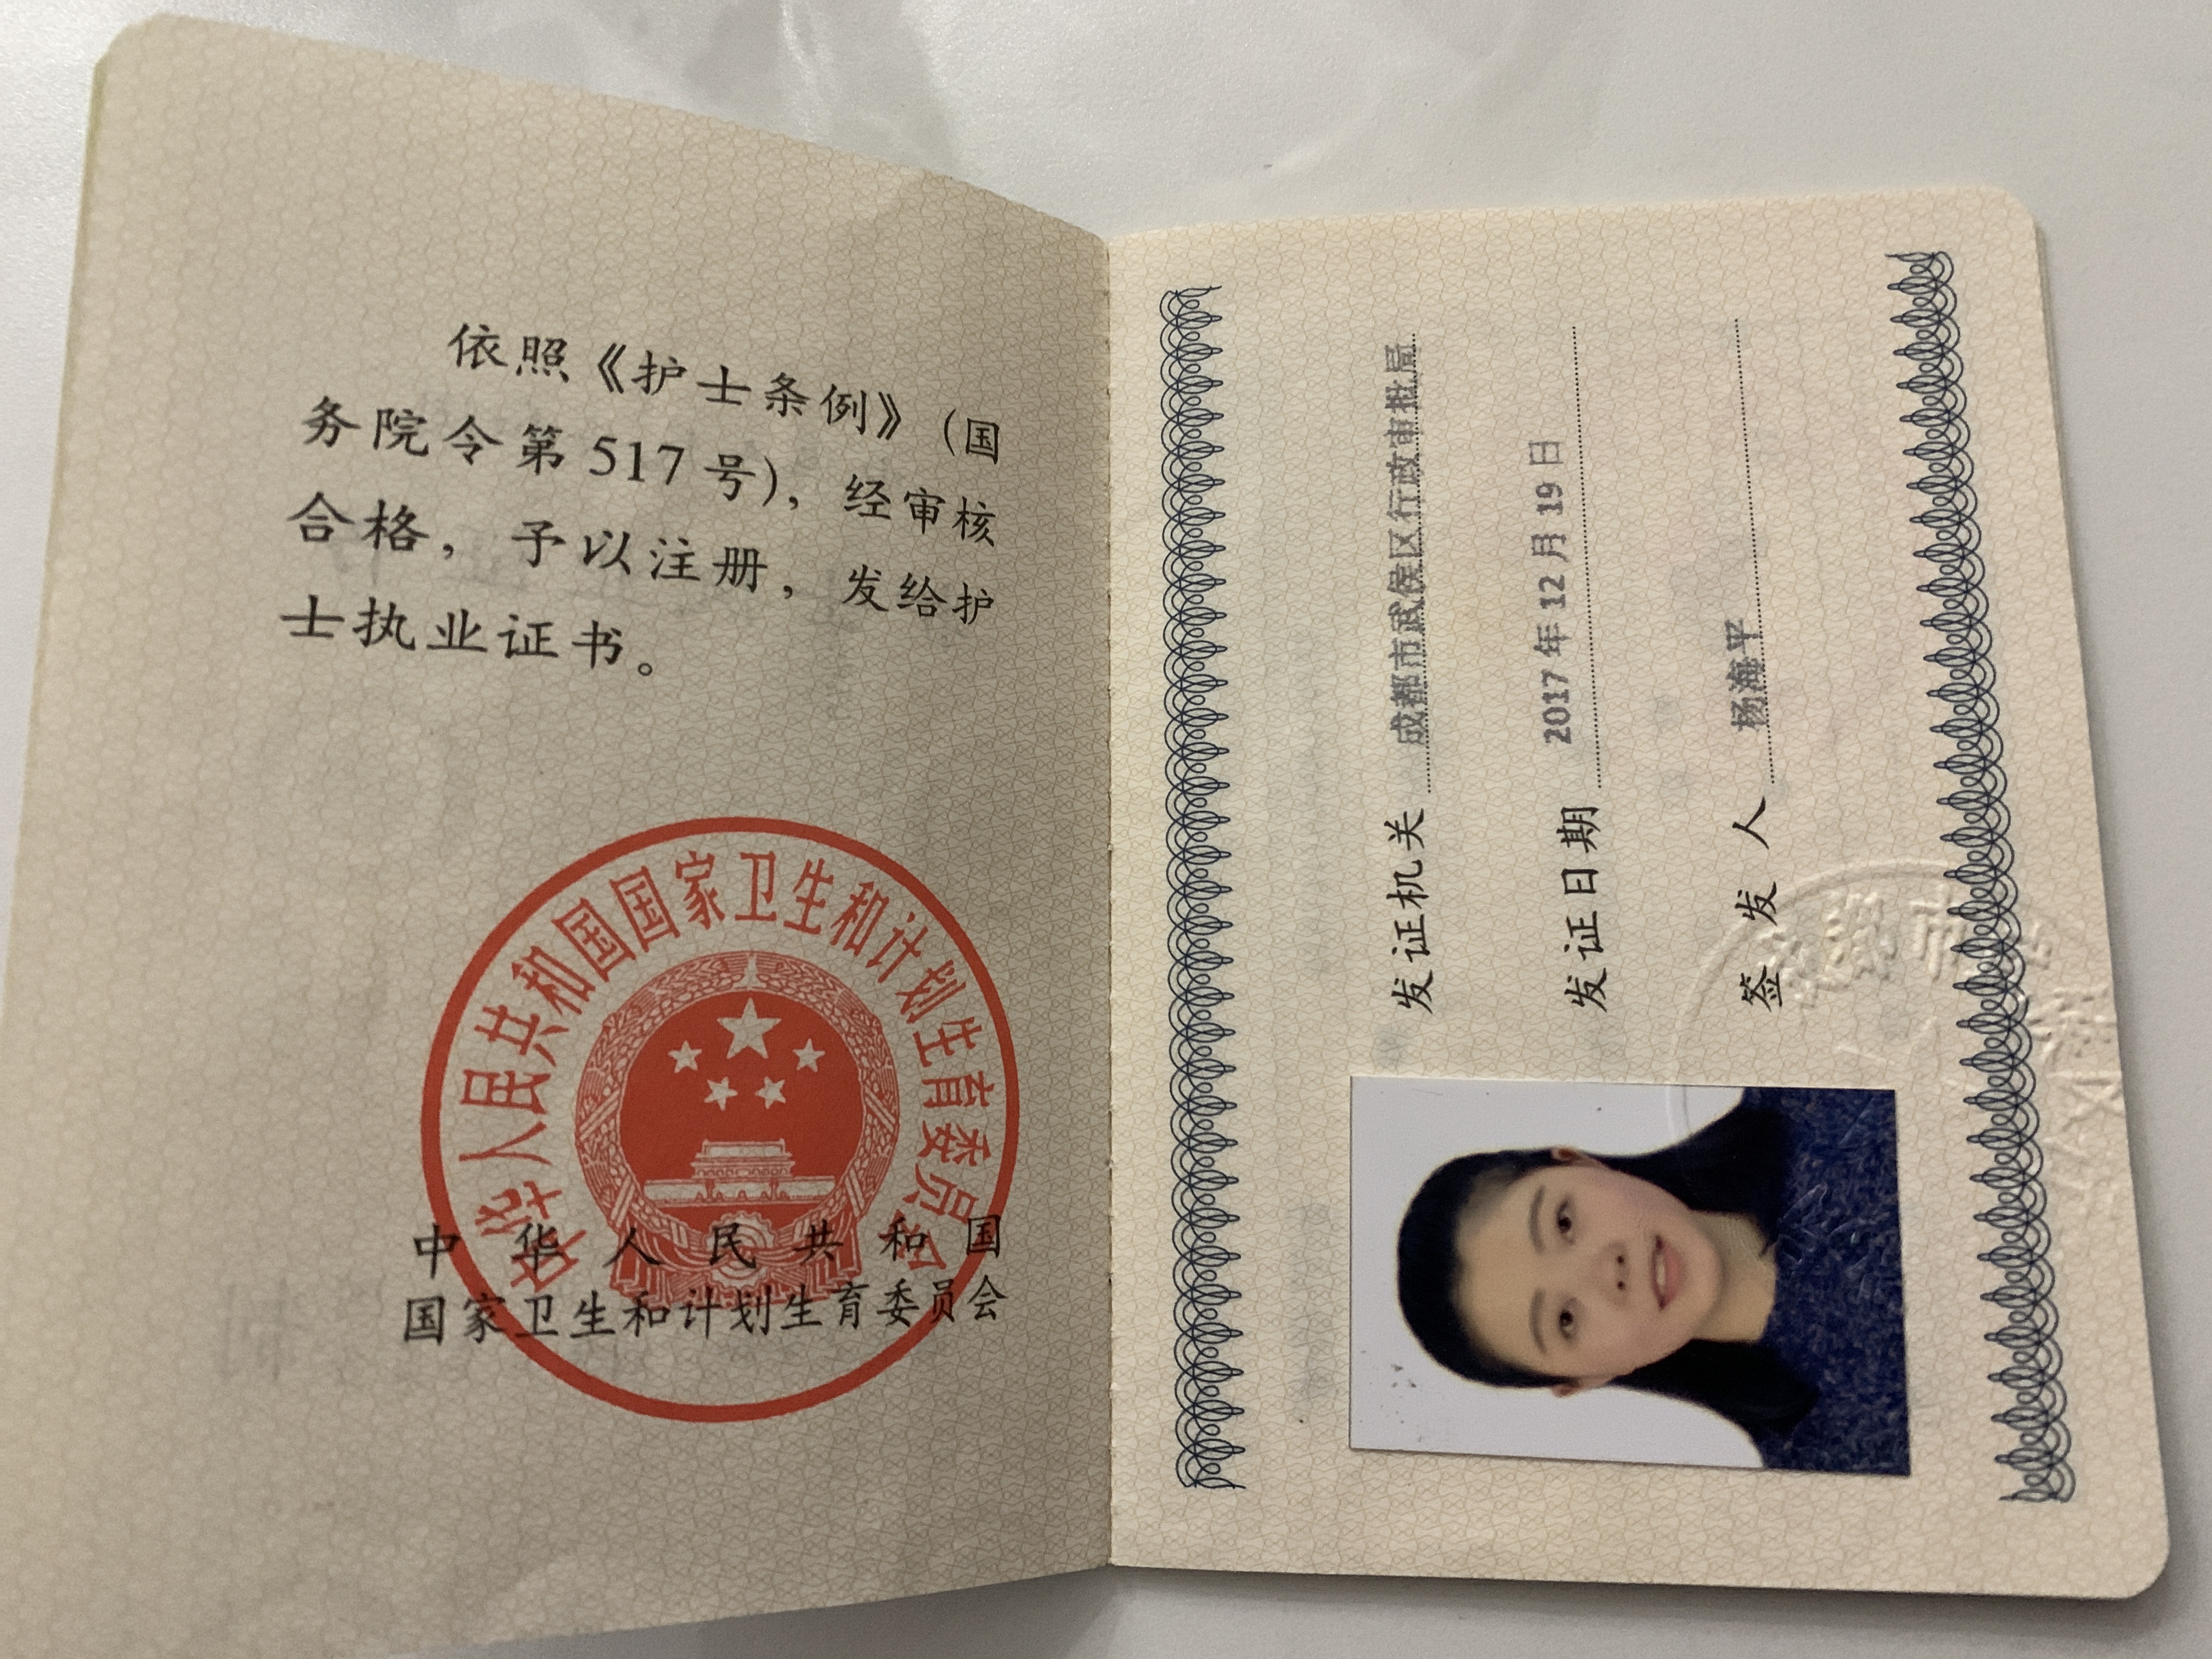 依照《护士条例》（国
务院令第517号），经审核
合格，予以注册，发给护
士执业证书。
中华人民共和国国家卫生和计划生育委员会
中华人民共和国
国家卫生和计划生育委员会
发证机关 成都市武侯区行政审批局
发证日期 2017年12月19日
签发人 杨海平